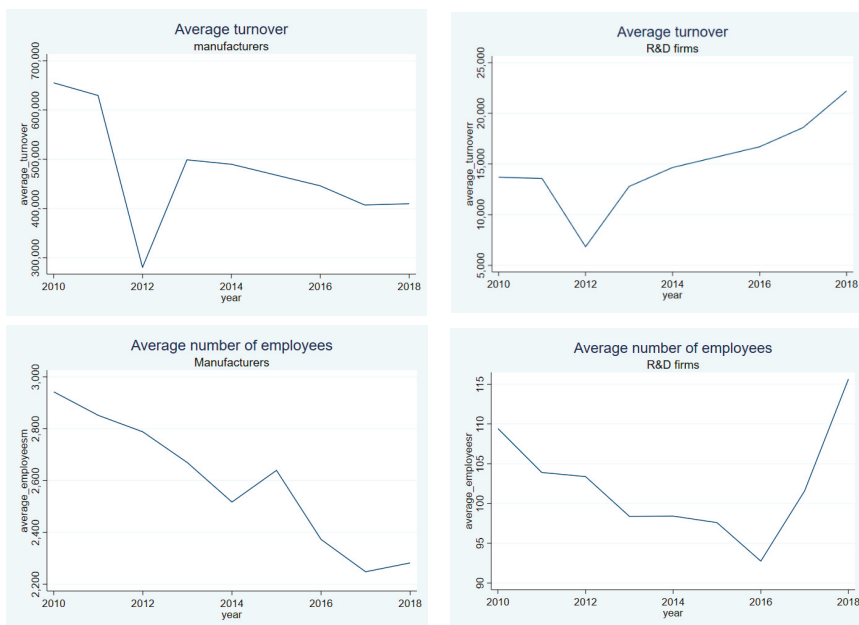 Average turnover
manufacturers
average_turnover
700,000
600,000
500,000
400,000
300,000
2010 2012 2014 2016 2018
year
Average turnover
R&D firms
average_turnoverr
25,000
20,000
15,000
10,000
5,000
2010 2012 2014 2016 2018
year
Average number of employees
Manufacturers
average_employeesm
3,000
2,800
2,600
2,400
2,200
2010 2012 2014 2016 2018
year
Average number of employees
R&D firms
average_employeesr
115
110
105
100
95
90
2010 2012 2014 2016 2018
year